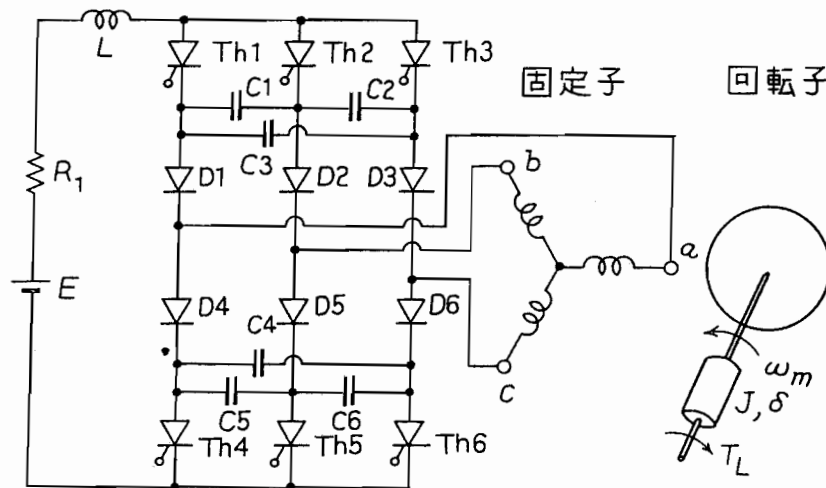 L
Th1
Th2
Th3
C1
C2
C3
固定子
回転子
R₁
D1
D2
D3
b
a
E
D4
D5
D6
C4
c
ωₘ
C5
C6
J, δ
Th4
Th5
Th6
T_L